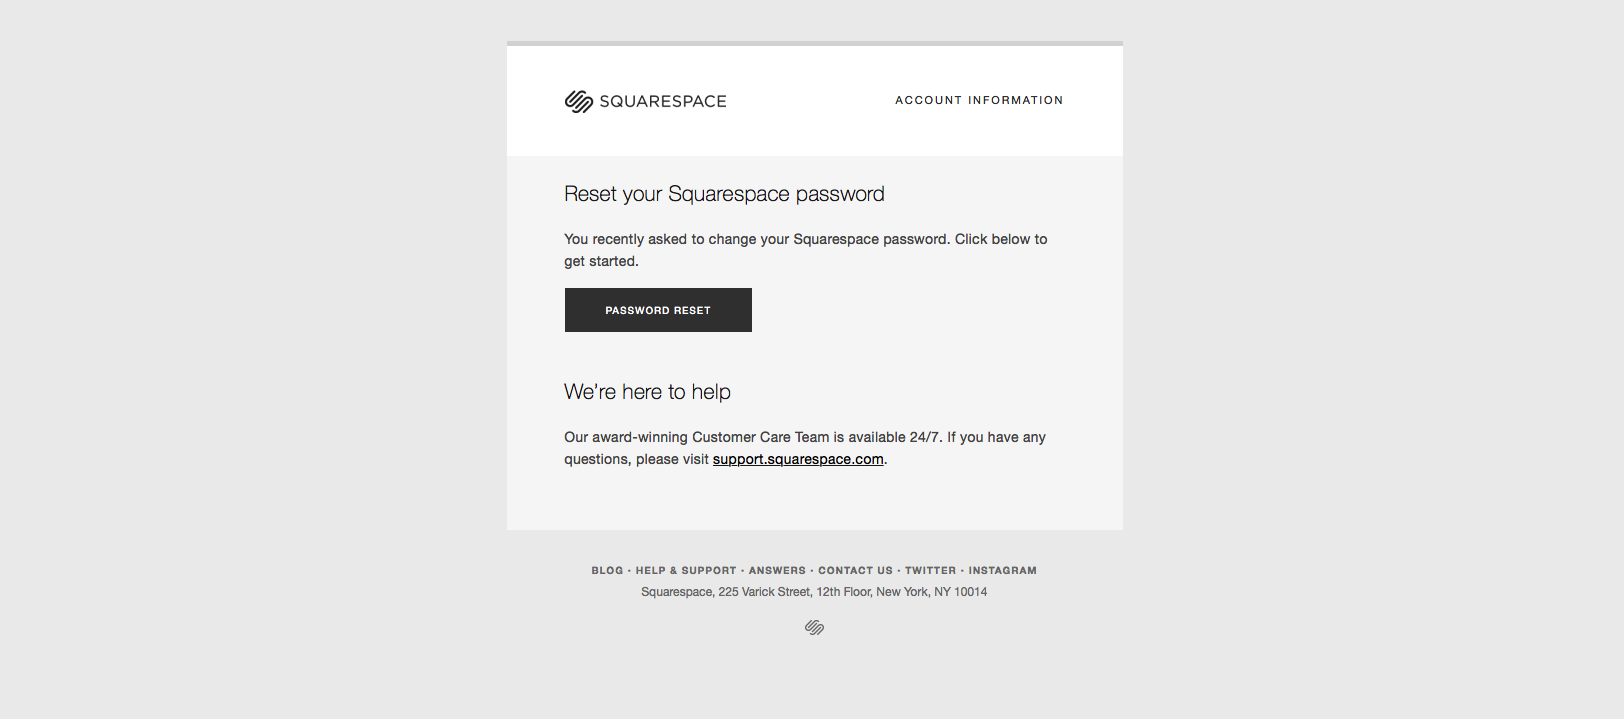 SQUARESPACE
ACCOUNT INFORMATION
Reset your Squarespace password
You recently asked to change your Squarespace password. Click below to
get started.
PASSWORD RESET
We’re here to help
Our award-winning Customer Care Team is available 24/7. If you have any
questions, please visit support.squarespace.com.
BLOG · HELP & SUPPORT · ANSWERS · CONTACT US · TWITTER · INSTAGRAM
Squarespace, 225 Varick Street, 12th Floor, New York, NY 10014